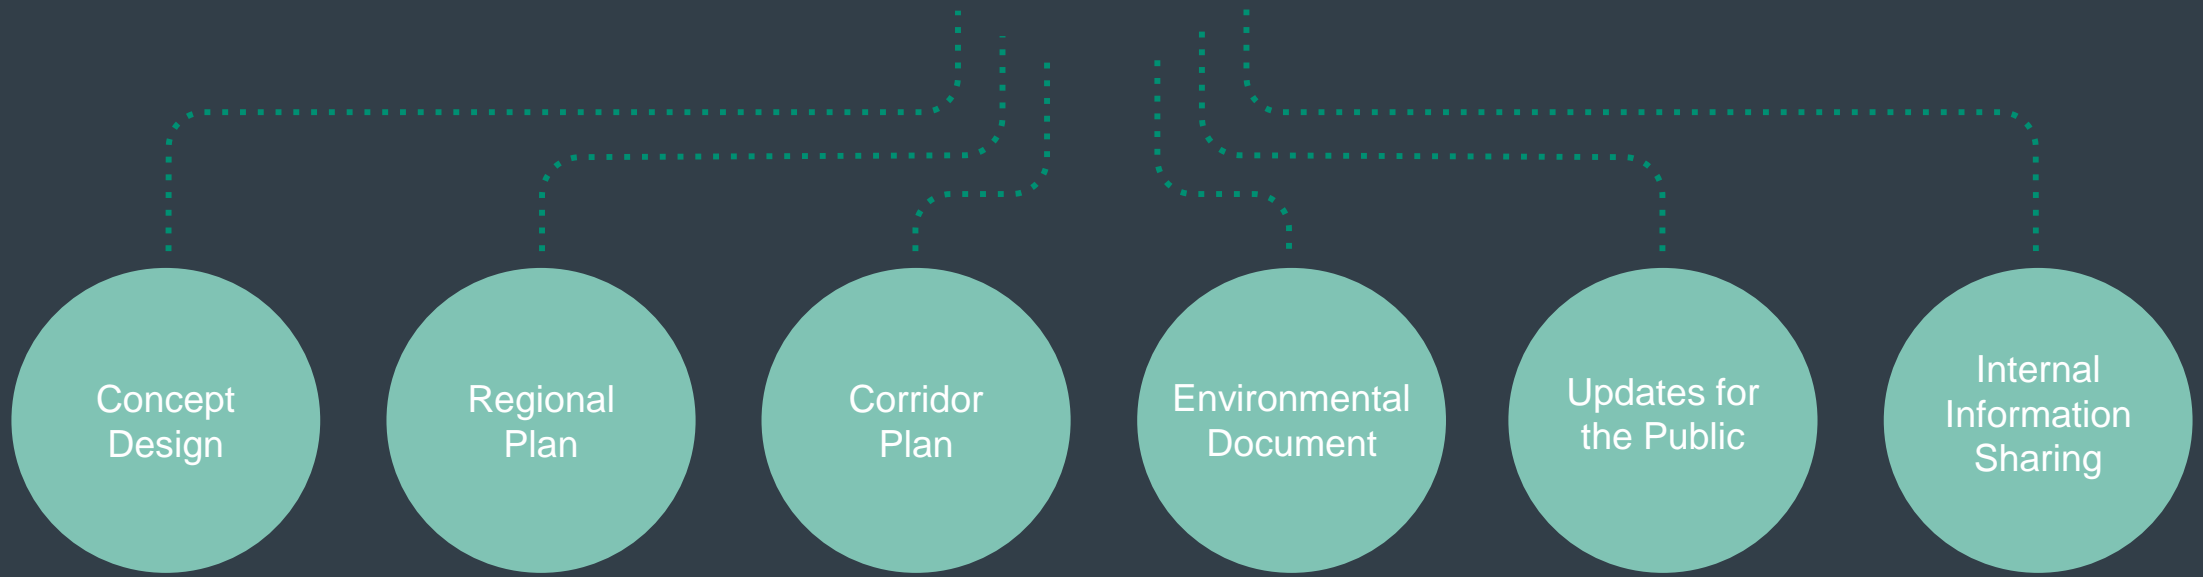 Concept
Design
Regional
Plan
Corridor
Plan
Environmental
Document
Updates for
the Public
Internal
Information
Sharing